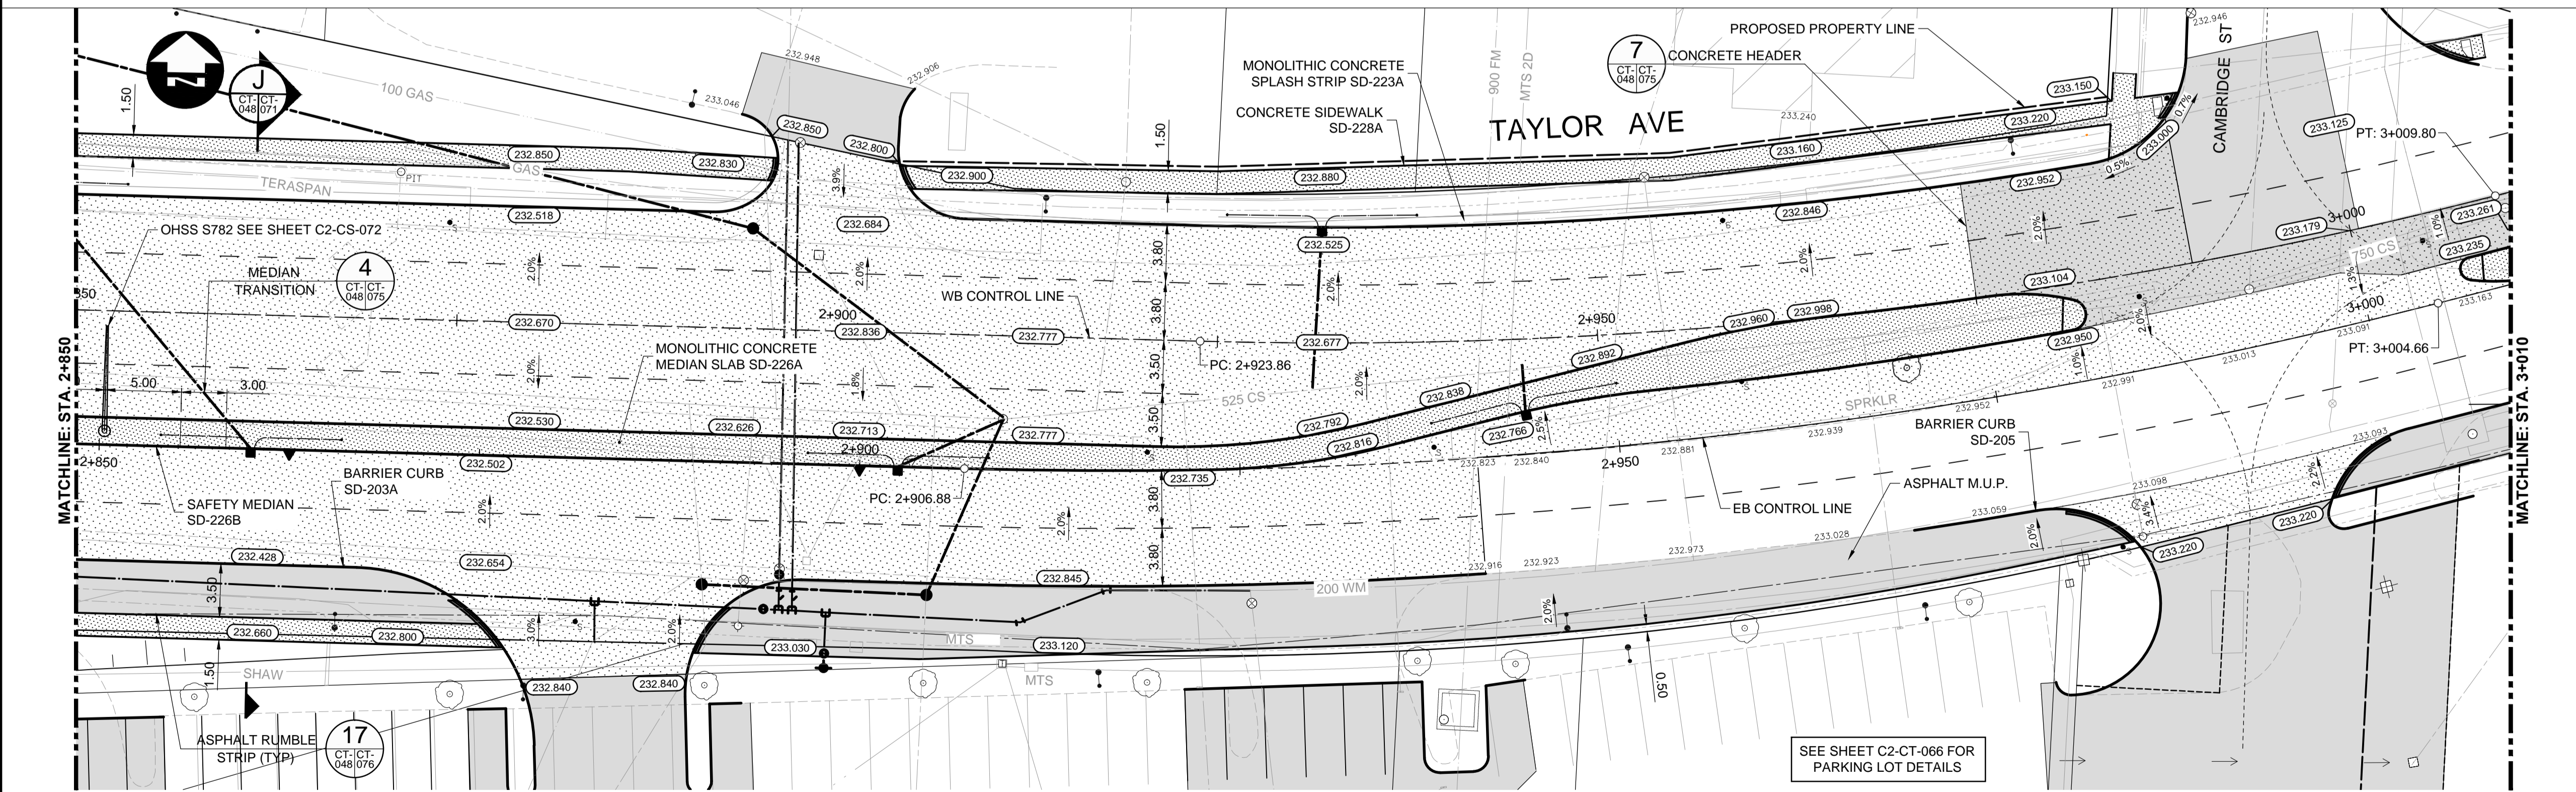 MATCHLINE: STA. 2+850
N
J
CT-048
CT-071
1.50
100 GAS
232.948
232.906
233.046
232.850
232.800
232.850
232.830
GAS
TERASPAN
PIT
232.518
OHSS S782 SEE SHEET C2-CS-072
MEDIAN
TRANSITION
4
CT-048
CT-075
850
2.0%
232.670
5.00
3.00
2.0%
MONOLITHIC CONCRETE
MEDIAN SLAB SD-226A
232.530
232.626
232.713
2+900
2+850
232.502
SAFETY MEDIAN
SD-226B
BARRIER CURB
SD-203A
2.0%
232.428
232.654
3.50
232.660
232.800
3.0%
2.0%
1.50
SHAW
232.840
232.840
ASPHALT RUMBLE
STRIP (TYP)
17
CT-048
CT-076
3.9%
232.684
2.0%
2+900
232.836
1.8%
WB CONTROL LINE
232.777
232.777
PC: 2+906.88
2.0%
232.845
233.030
233.120
MTS
MTS
MONOLITHIC CONCRETE
SPLASH STRIP SD-223A
CONCRETE SIDEWALK
SD-228A
1.50
232.900
232.880
232.525
3.80
3.80
3.50
3.50
3.80
3.80
2.0%
232.677
PC: 2+923.86
2.0%
525 CS
232.735
232.792
232.816
232.838
232.892
232.766
2.5%
232.823
232.840
2+950
2+950
232.881
232.916
232.923
232.973
233.028
233.059
200 WM
2.0%
0.50
900 FM
MTS 2D
TAYLOR AVE
7
CT-048
CT-075
CONCRETE HEADER
PROPOSED PROPERTY LINE
233.240
233.160
233.220
233.150
233.000
0.7%
0.5%
232.952
232.846
2.0%
2.0%
233.104
232.960
232.998
232.950
1.0%
2.0%
SPRKLR
232.939
232.952
232.991
233.013
233.091
233.163
BARRIER CURB
SD-205
ASPHALT M.U.P.
EB CONTROL LINE
2.0%
3.4%
233.098
233.093
2.2%
233.220
233.220
232.946
CAMBRIDGE ST
233.125
PT: 3+009.80
3+000
233.179
750 CS
1.0%
233.261
233.235
1.3%
3+000
PT: 3+004.66
SEE SHEET C2-CT-066 FOR
PARKING LOT DETAILS
MATCHLINE: STA. 3+010